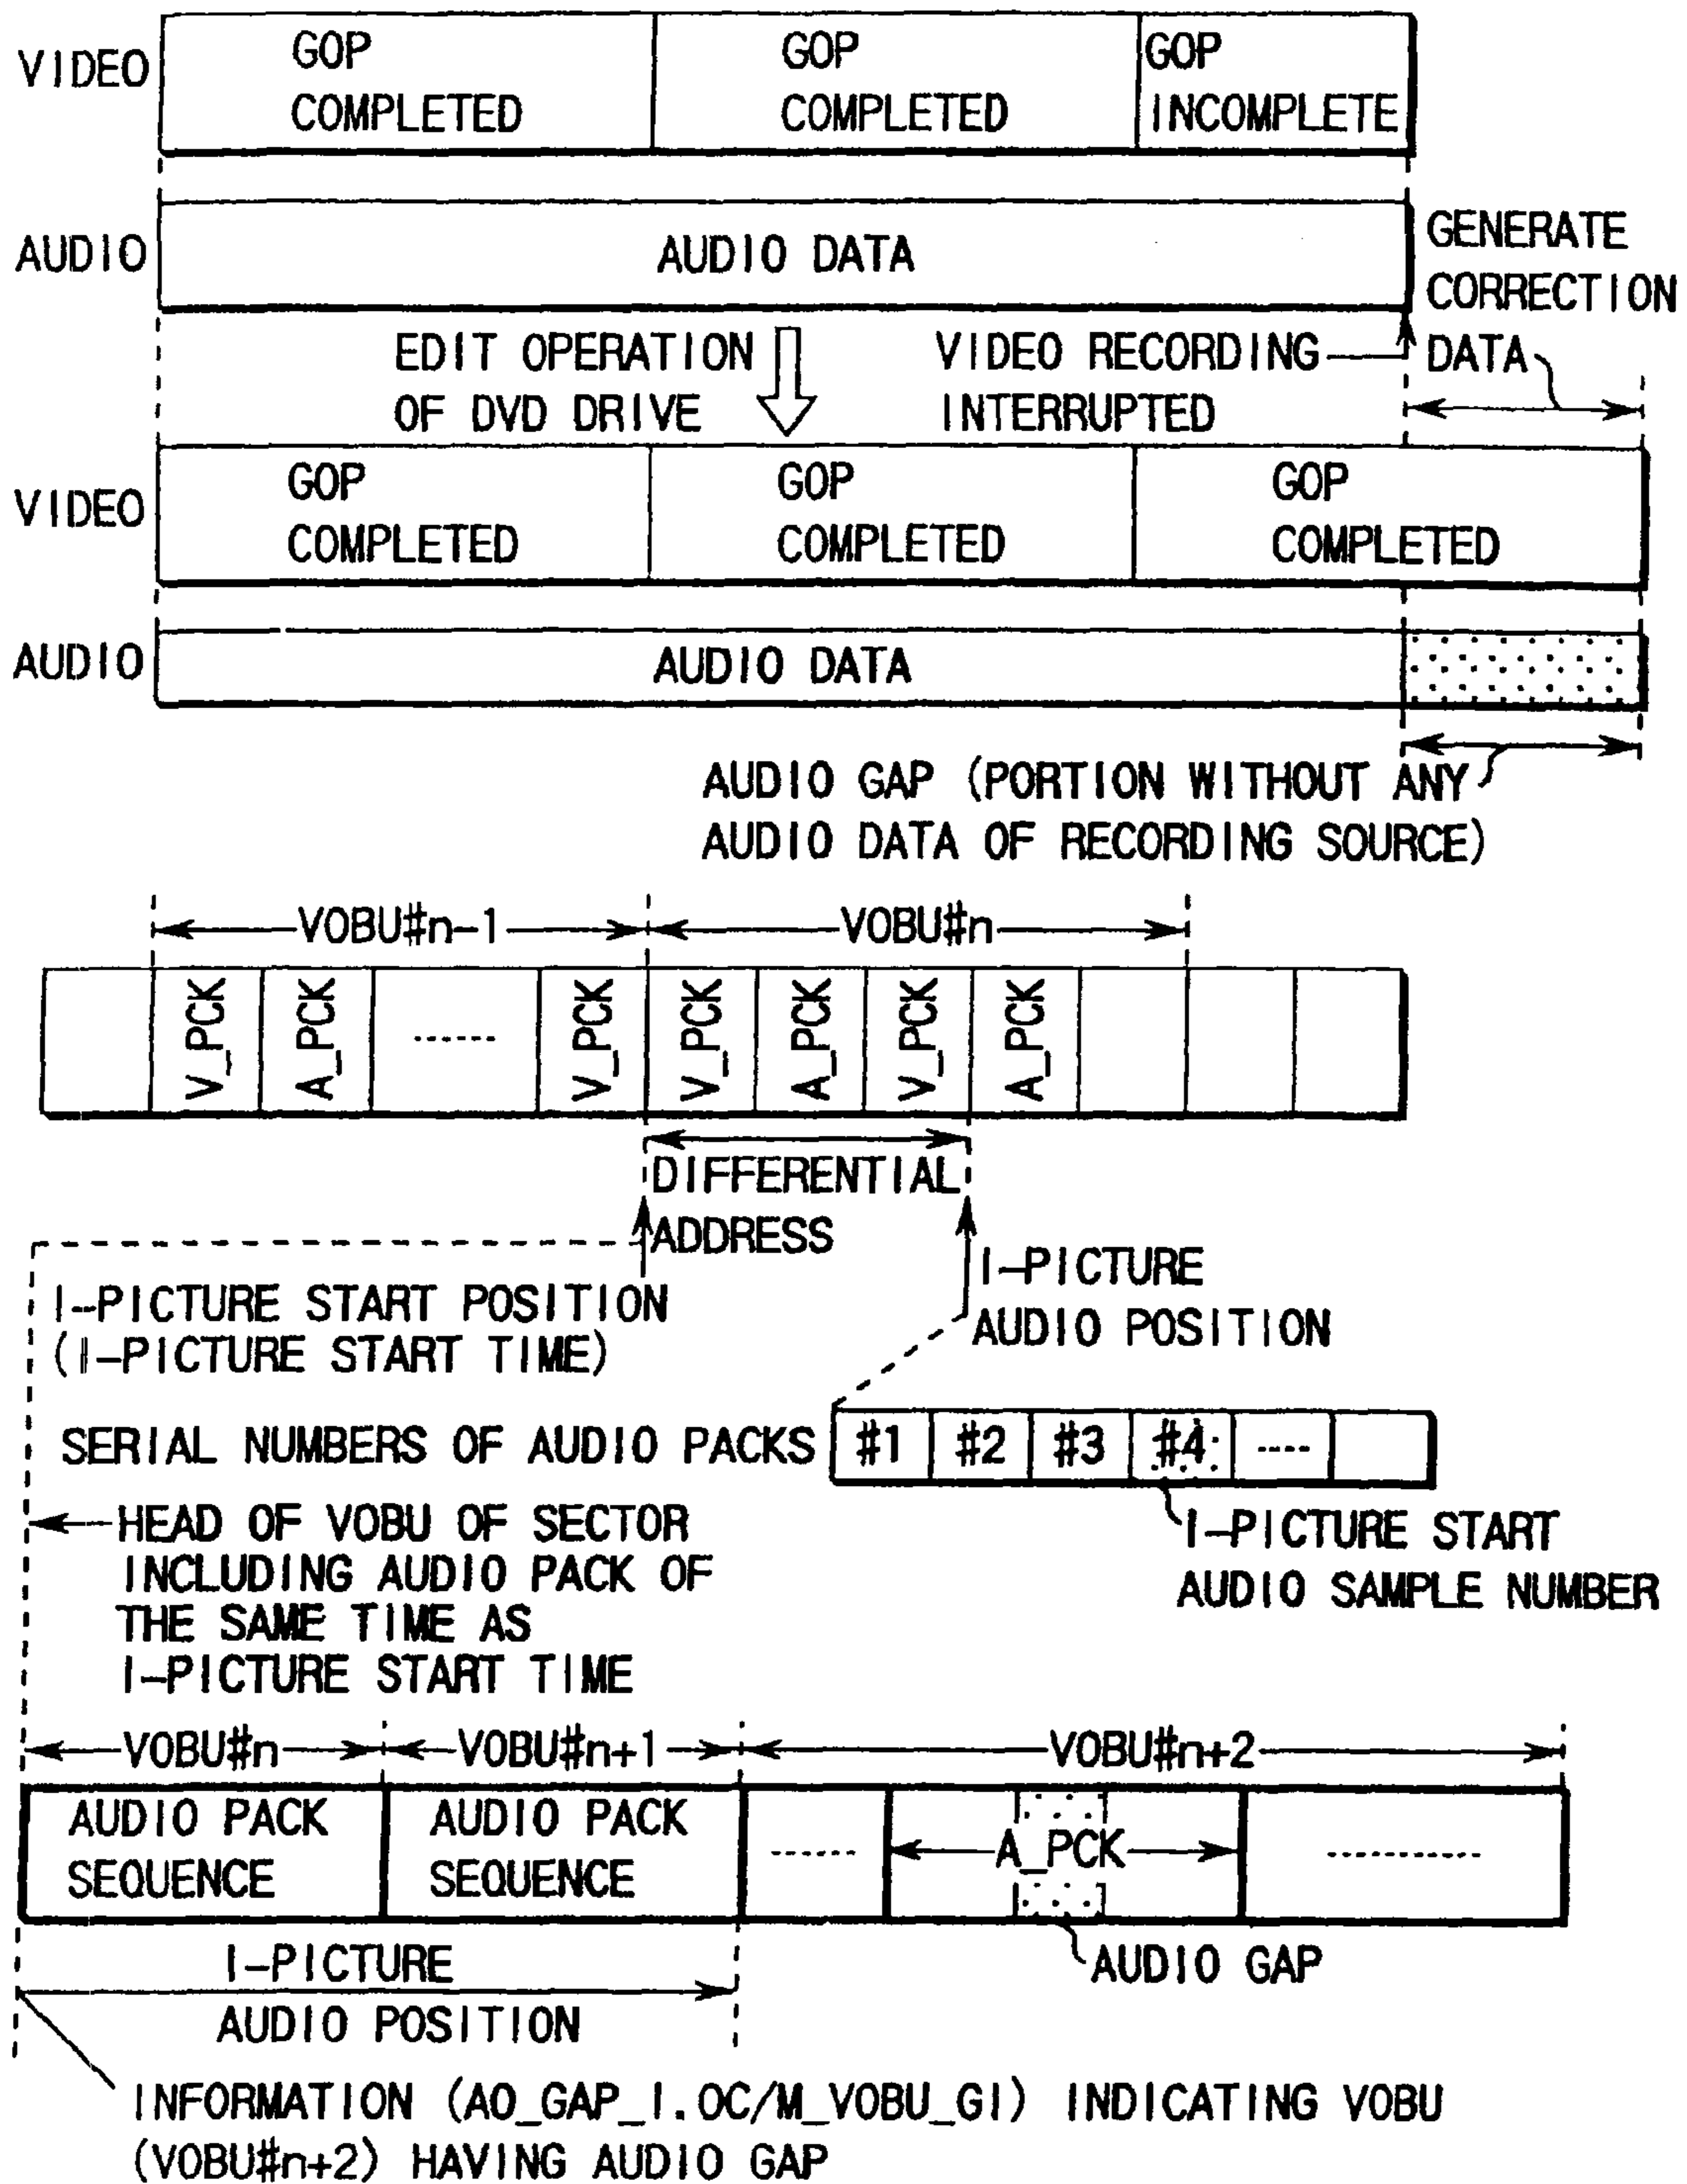 VIDEO
GOP
COMPLETED
GOP
COMPLETED
GOP
INCOMPLETE
AUDIO
AUDIO DATA
GENERATE
CORRECTION
DATA
EDIT OPERATION
OF DVD DRIVE
VIDEO RECORDING
INTERRUPTED
VIDEO
GOP
COMPLETED
GOP
COMPLETED
GOP
COMPLETED
AUDIO
AUDIO DATA
AUDIO GAP (PORTION WITHOUT ANY
AUDIO DATA OF RECORDING SOURCE)
VOBU#n-1
VOBU#n
V_PCK
A_PCK
------
V_PCK
V_PCK
A_PCK
V_PCK
A_PCK
DIFFERENTIAL
ADDRESS
I-PICTURE START POSITION
(I-PICTURE START TIME)
I-PICTURE
AUDIO POSITION
SERIAL NUMBERS OF AUDIO PACKS
#1 #2 #3 #4 ----
I-PICTURE START
AUDIO SAMPLE NUMBER
HEAD OF VOBU OF SECTOR
INCLUDING AUDIO PACK OF
THE SAME TIME AS
I-PICTURE START TIME
VOBU#n
VOBU#n+1
VOBU#n+2
AUDIO PACK
SEQUENCE
AUDIO PACK
SEQUENCE
------
A_PCK
----------
AUDIO GAP
I-PICTURE
AUDIO POSITION
INFORMATION (A0_GAP_I.OC/M_VOBU_GI) INDICATING VOBU
(VOBU#n+2) HAVING AUDIO GAP